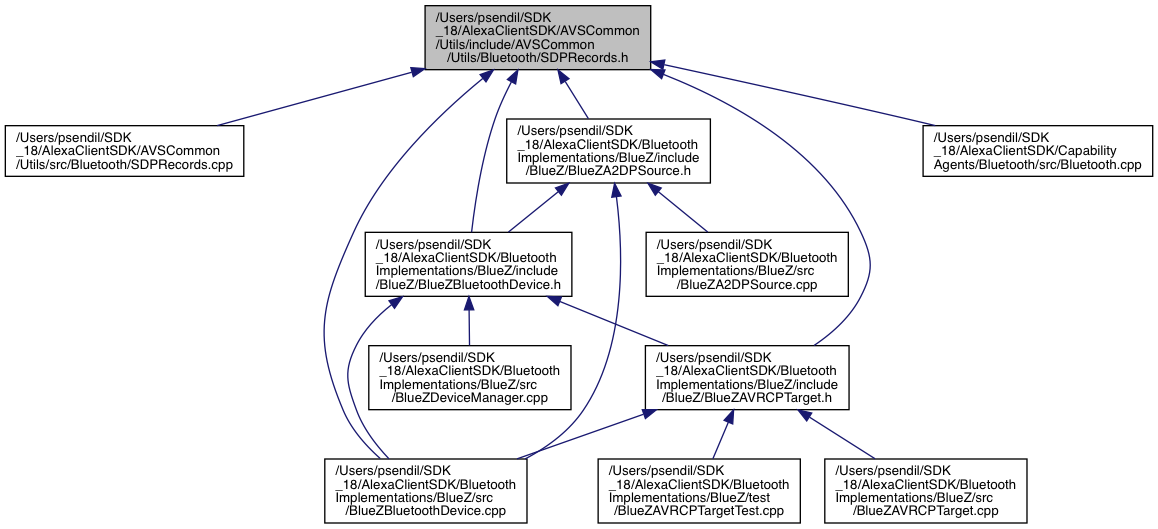 /Users/psendil/SDK
_18/AlexaClientSDK/AVSCommon
/Utils/include/AVSCommon
/Utils/Bluetooth/SDPRecords.h
/Users/psendil/SDK
_18/AlexaClientSDK/AVSCommon
/Utils/src/Bluetooth/SDPRecords.cpp
/Users/psendil/SDK
_18/AlexaClientSDK/Bluetooth
Implementations/BlueZ/include
/BlueZ/BlueZA2DPSource.h
/Users/psendil/SDK
_18/AlexaClientSDK/Capability
Agents/Bluetooth/src/Bluetooth.cpp
/Users/psendil/SDK
_18/AlexaClientSDK/Bluetooth
Implementations/BlueZ/include
/BlueZ/BlueZBluetoothDevice.h
/Users/psendil/SDK
_18/AlexaClientSDK/Bluetooth
Implementations/BlueZ/src
/BlueZA2DPSource.cpp
/Users/psendil/SDK
_18/AlexaClientSDK/Bluetooth
Implementations/BlueZ/src
/BlueZDeviceManager.cpp
/Users/psendil/SDK
_18/AlexaClientSDK/Bluetooth
Implementations/BlueZ/include
/BlueZ/BlueZAVRCPTarget.h
/Users/psendil/SDK
_18/AlexaClientSDK/Bluetooth
Implementations/BlueZ/src
/BlueZBluetoothDevice.cpp
/Users/psendil/SDK
_18/AlexaClientSDK/Bluetooth
Implementations/BlueZ/test
/BlueZAVRCPTargetTest.cpp
/Users/psendil/SDK
_18/AlexaClientSDK/Bluetooth
Implementations/BlueZ/src
/BlueZAVRCPTarget.cpp